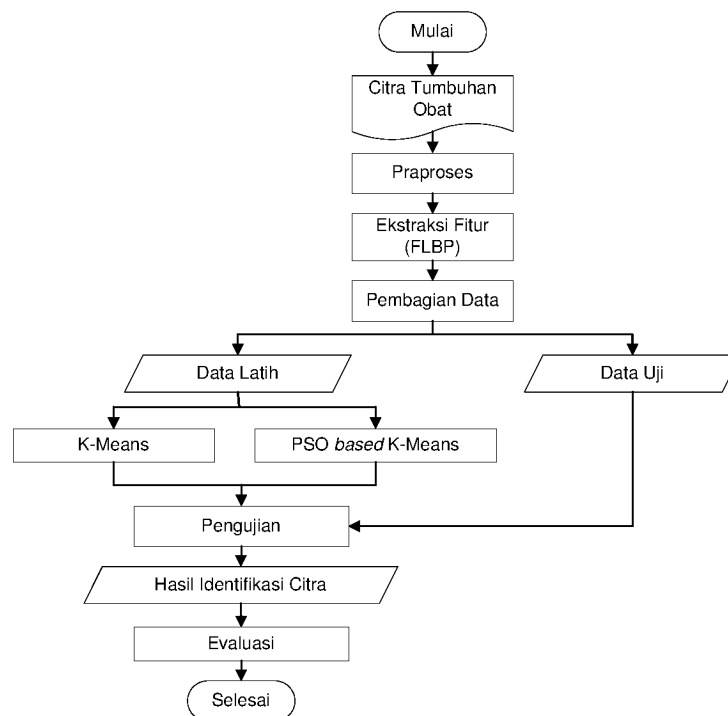 Mulai
Citra Tumbuhan
Obat
Praproses
Ekstraksi Fitur
(FLBP)
Pembagian Data
Data Latih
Data Uji
K-Means
PSO based K-Means
Pengujian
Hasil Identifikasi Citra
Evaluasi
Selesai